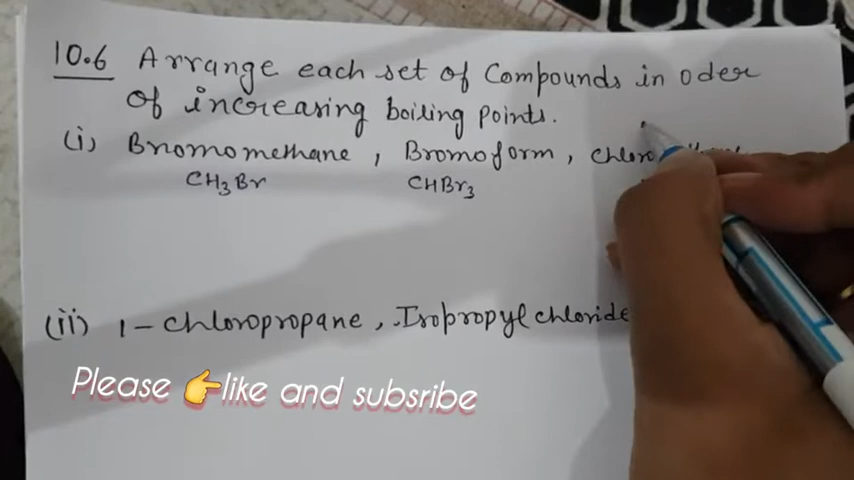 10.6 Arrange each set of Compounds in oder
of increasing boiling points.
(i) Bromomethane, Bromoform,
CH3Br CHBr3
(ii) 1-chloropropane, Isopropyl chloride
Please 👉like and subsribe